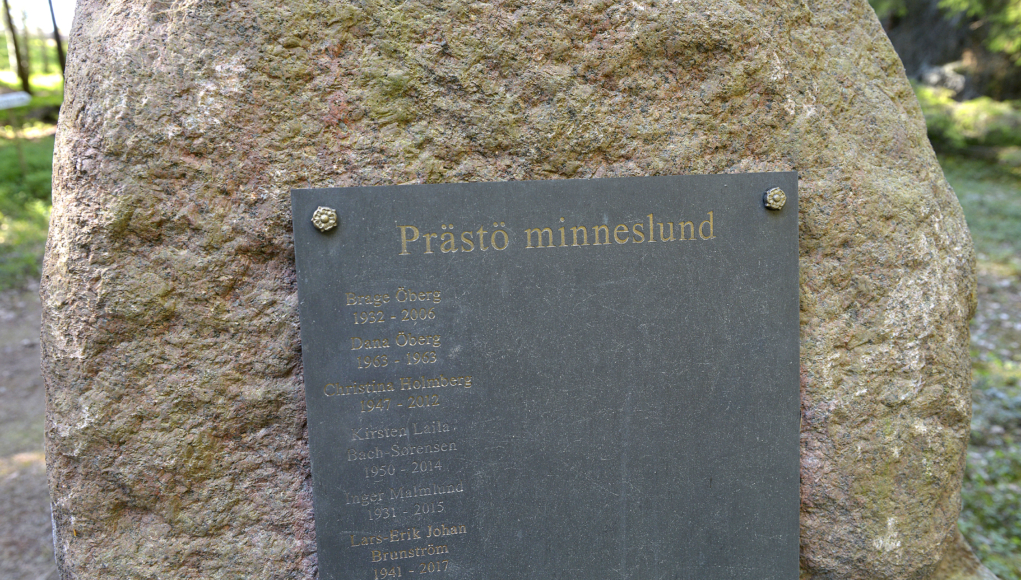 Prästö minneslund
Brage Öberg
1932 - 2006
Dana Öberg
1963 - 1963
Christina Holmberg
1947 - 2012
Kirsten Laila
Bach-Sørensen
1950 - 2014
Inger Malmlund
1931 - 2015
Lars-Erik Johan
Brunström
1941 - 2017